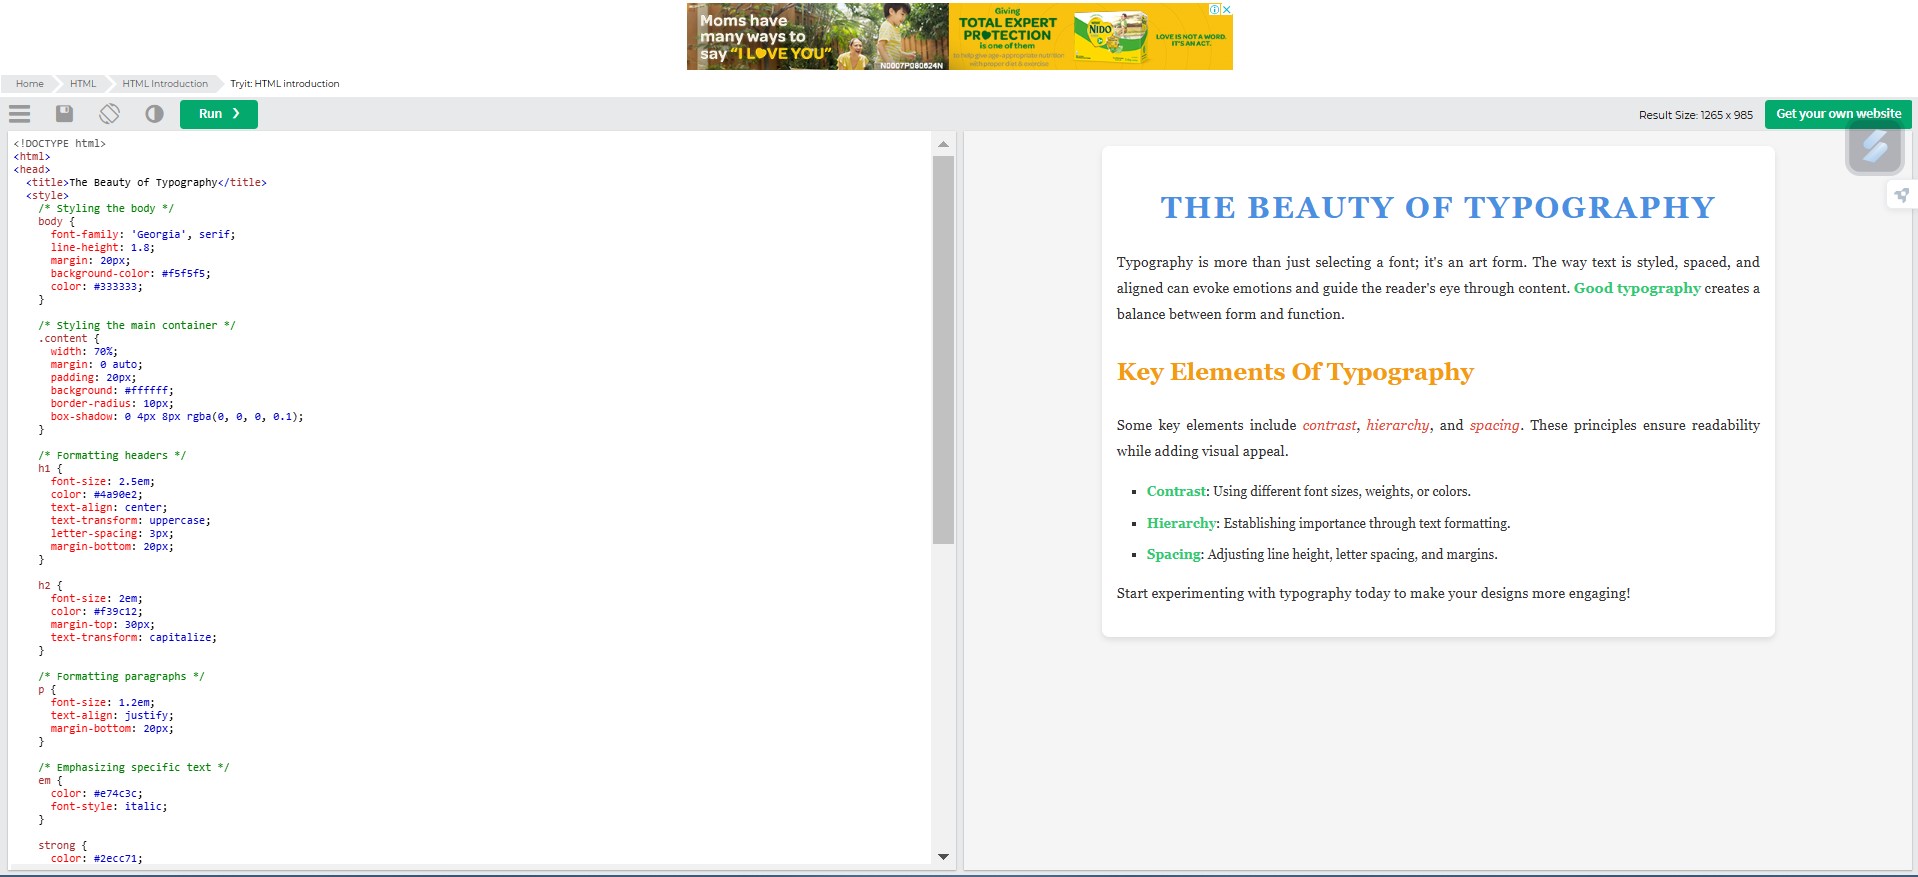 Moms have
many ways to
say “I LOVE YOU”
N0007P080624N
Giving
TOTAL EXPERT
PROTECTION
is one of them
to help give age-appropriate nutrition
with proper diet & exercise
NIDO
LOVE IS NOT A WORD.
IT'S AN ACT.
Home HTML HTML Introduction Tryit: HTML introduction
Run ❯ Result Size: 1265 x 985 Get your own website
<!DOCTYPE html>
<html>
<head>
<title>The Beauty of Typography</title>
<style>
/* Styling the body */
body {
font-family: 'Georgia', serif;
line-height: 1.8;
margin: 20px;
background-color: #f5f5f5;
color: #333333;
}
/* Styling the main container */
.content {
width: 70%;
margin: 0 auto;
padding: 20px;
background: #ffffff;
border-radius: 10px;
box-shadow: 0 4px 8px rgba(0, 0, 0, 0.1);
}
/* Formatting headers */
h1 {
font-size: 2.5em;
color: #4a90e2;
text-align: center;
text-transform: uppercase;
letter-spacing: 3px;
margin-bottom: 20px;
}
h2 {
font-size: 2em;
color: #f39c12;
margin-top: 30px;
text-transform: capitalize;
}
/* Formatting paragraphs */
p {
font-size: 1.2em;
text-align: justify;
margin-bottom: 20px;
}
/* Emphasizing specific text */
em {
color: #e74c3c;
font-style: italic;
}
strong {
color: #2ecc71;
THE BEAUTY OF TYPOGRAPHY
Typography is more than just selecting a font; it's an art form. The way text is styled, spaced, and
aligned can evoke emotions and guide the reader's eye through content. Good typography creates a
balance between form and function.
Key Elements Of Typography
Some key elements include contrast, hierarchy, and spacing. These principles ensure readability
while adding visual appeal.
▪ Contrast: Using different font sizes, weights, or colors.
▪ Hierarchy: Establishing importance through text formatting.
▪ Spacing: Adjusting line height, letter spacing, and margins.
Start experimenting with typography today to make your designs more engaging!